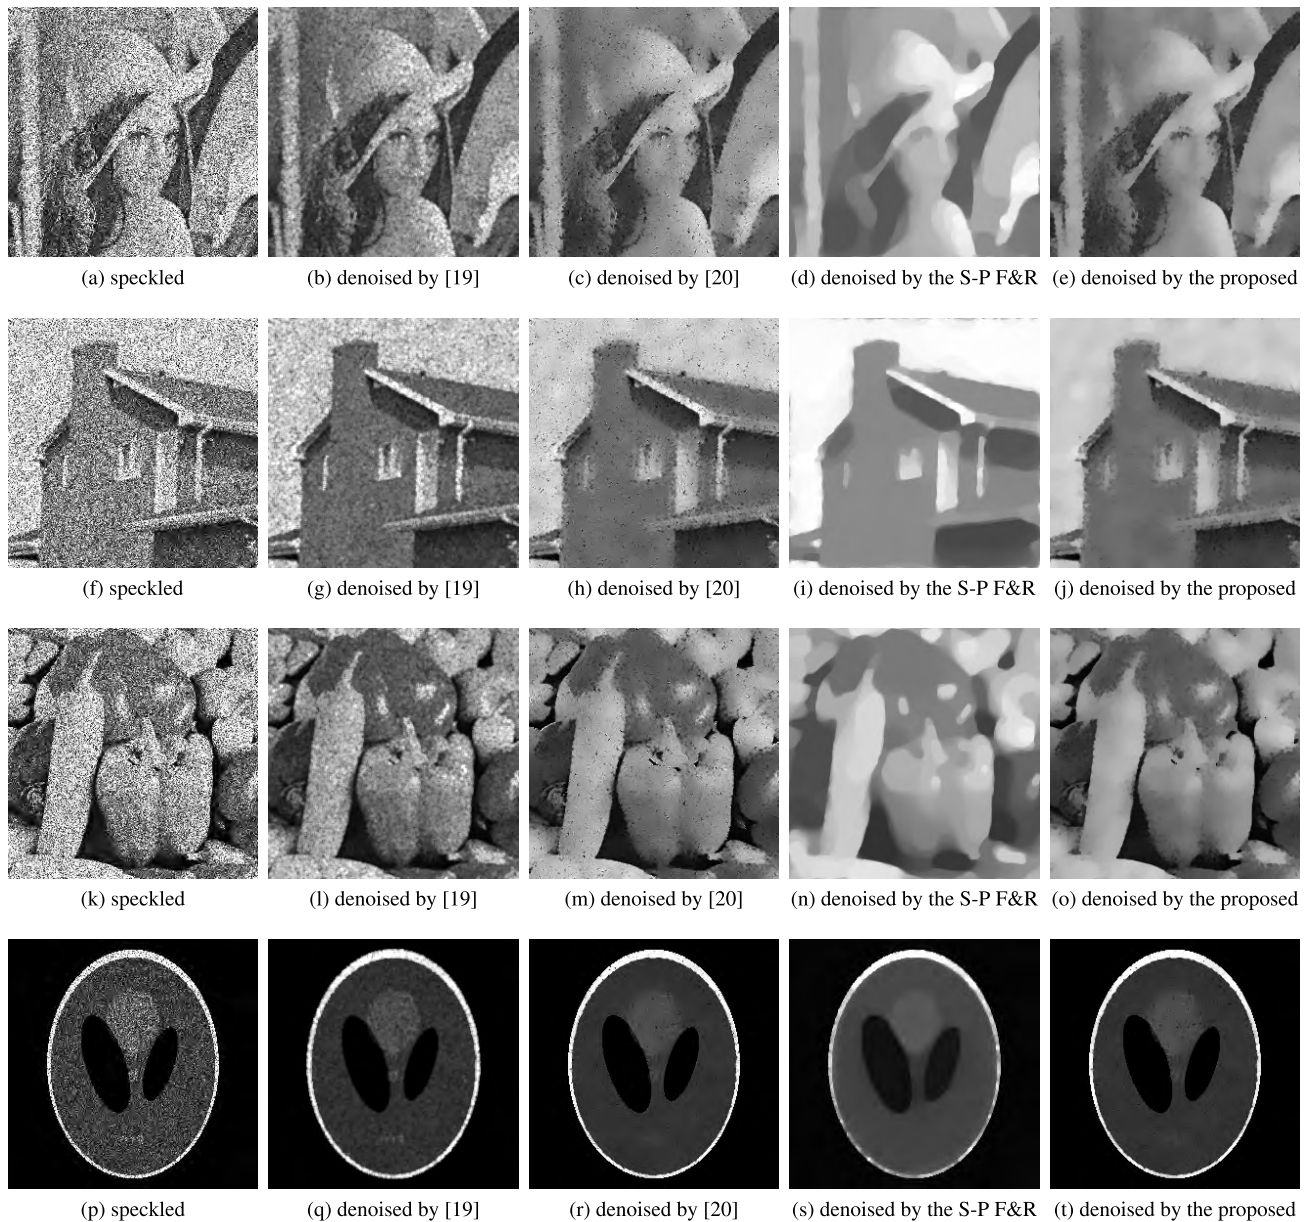 (a) speckled
(b) denoised by [19]
(c) denoised by [20]
(d) denoised by the S-P F&R
(e) denoised by the proposed
(f) speckled
(g) denoised by [19]
(h) denoised by [20]
(i) denoised by the S-P F&R
(j) denoised by the proposed
(k) speckled
(l) denoised by [19]
(m) denoised by [20]
(n) denoised by the S-P F&R
(o) denoised by the proposed
(p) speckled
(q) denoised by [19]
(r) denoised by [20]
(s) denoised by the S-P F&R
(t) denoised by the proposed